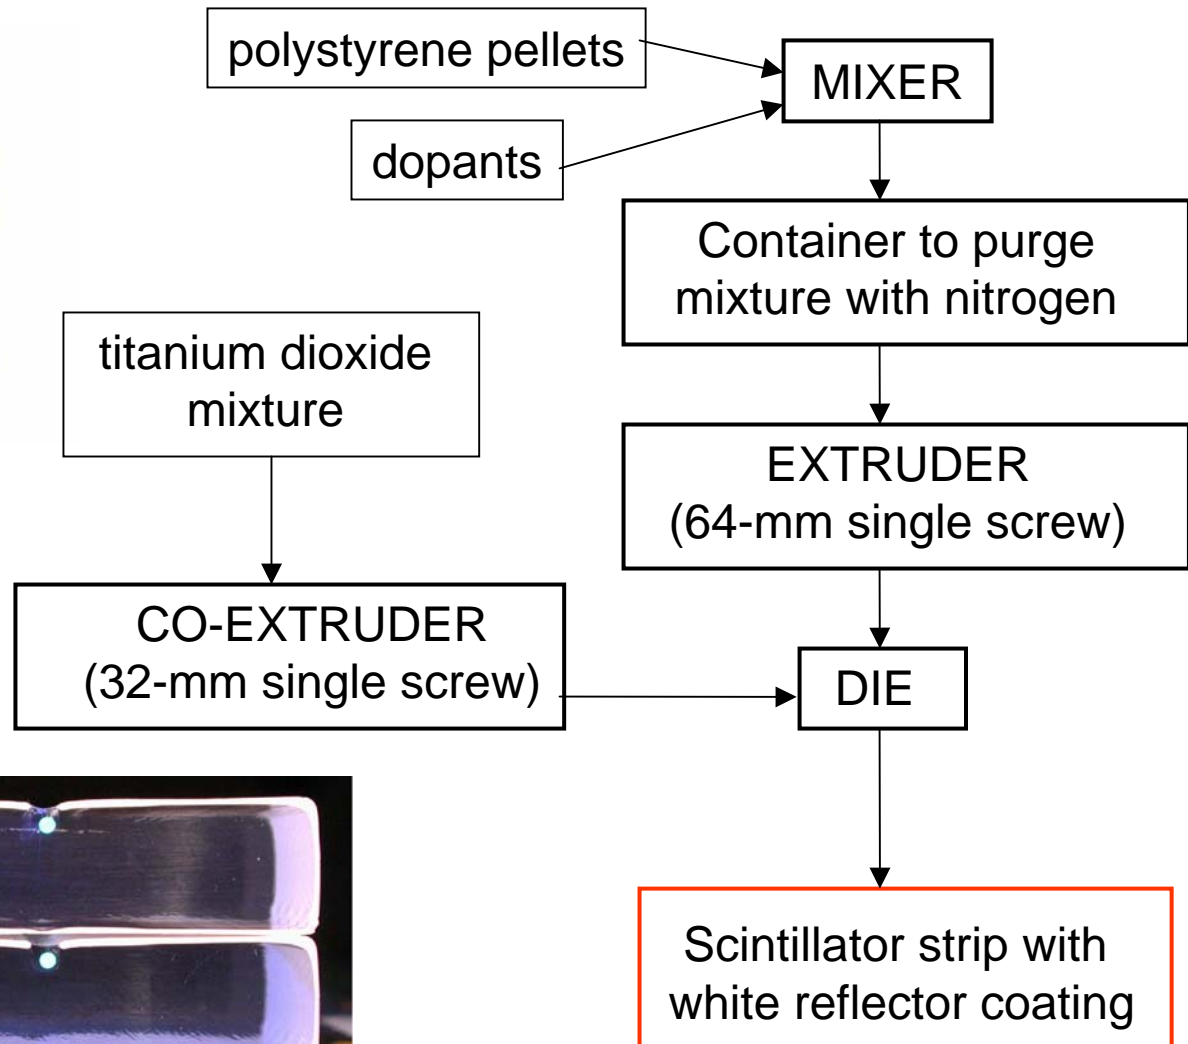 polystyrene pellets
MIXER
dopants
Container to purge
mixture with nitrogen
titanium dioxide
mixture
EXTRUDER
(64-mm single screw)
CO-EXTRUDER
(32-mm single screw)
DIE
Scintillator strip with
white reflector coating